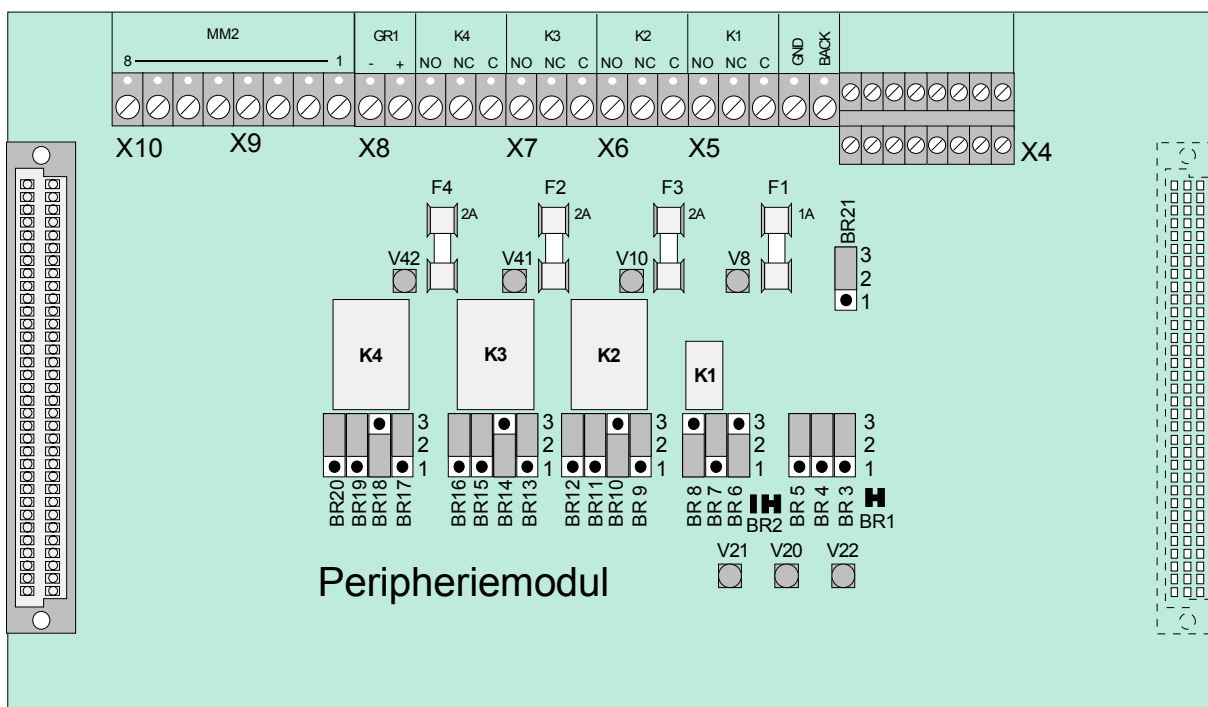 MM2 GR1 K4 K3 K2 K1 GND BACK
8 1 - + NO NC C NO NC C NO NC C NO NC C
X10 X9 X8 X7 X6 X5 X4
F4 F2 F3 F1
2A 2A 2A 1A
BR21
V42 V41 V10 V8
3
2
1
K4 K3 K2 K1
3 3 3 3 3
2 2 2 2 2
1 1 1 1 1
BR20 BR19 BR18 BR17 BR16 BR15 BR14 BR13 BR12 BR11 BR10 BR 9 BR 8 BR 7 BR 6 BR2 BR 5 BR 4 BR 3 BR1
V21 V20 V22
Peripheriemodul